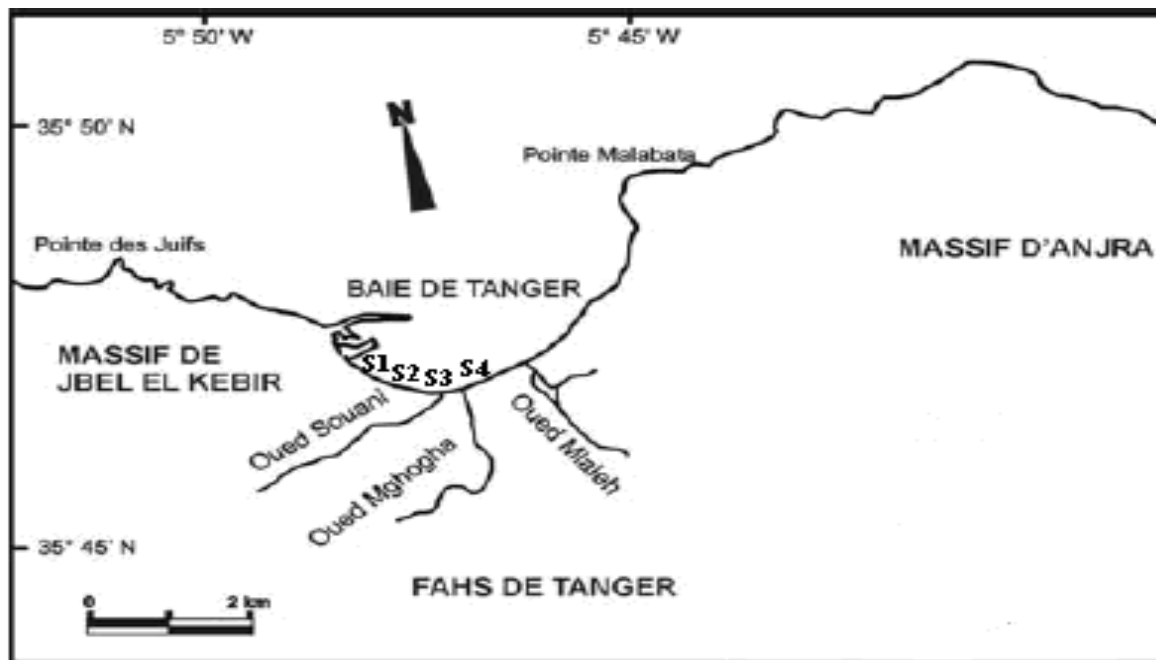 5° 50' W
5° 45' W
35° 50' N
N
Pointe Malabata
Pointe des Juifs
MASSIF D'ANJRA
BAIE DE TANGER
MASSIF DE
JBEL EL KEBIR
S1 S2 S3 S4
Oued Souani
Oued Mghogha
Oued Mlaleh
35° 45' N
FAHS DE TANGER
0 2 km